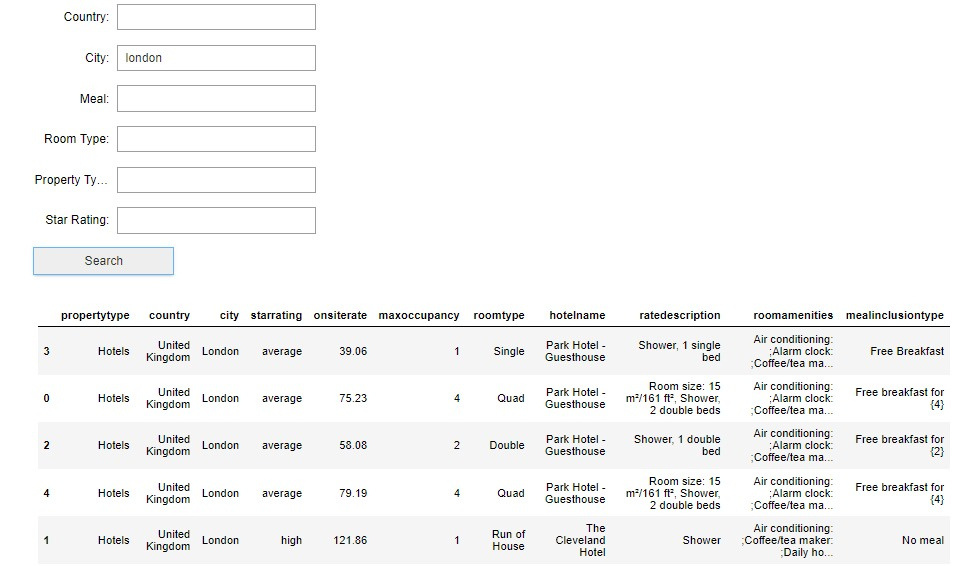 Country:
City: london
Meal:
Room Type:
Property Ty...
Star Rating:
Search
propertytype country city starrating onsiterate maxoccupancy roomtype hotelname ratedescription roomamenities mealinclusiontype
3 Hotels United Kingdom London average 39.06 1 Single Park Hotel - Guesthouse Shower, 1 single bed Air conditioning: ;Alarm clock: ;Coffee/tea ma... Free Breakfast
0 Hotels United Kingdom London average 75.23 4 Quad Park Hotel - Guesthouse Room size: 15 m²/161 ft², Shower, 2 double beds Air conditioning: ;Alarm clock: ;Coffee/tea ma... Free breakfast for {4}
2 Hotels United Kingdom London average 58.08 2 Double Park Hotel - Guesthouse Shower, 1 double bed Air conditioning: ;Alarm clock: ;Coffee/tea ma... Free breakfast for {2}
4 Hotels United Kingdom London average 79.19 4 Quad Park Hotel - Guesthouse Room size: 15 m²/161 ft², Shower, 2 double beds Air conditioning: ;Alarm clock: ;Coffee/tea ma... Free breakfast for {4}
1 Hotels United Kingdom London high 121.86 1 Run of House The Cleveland Hotel Shower Air conditioning: ;Coffee/tea maker: ;Daily ho... No meal